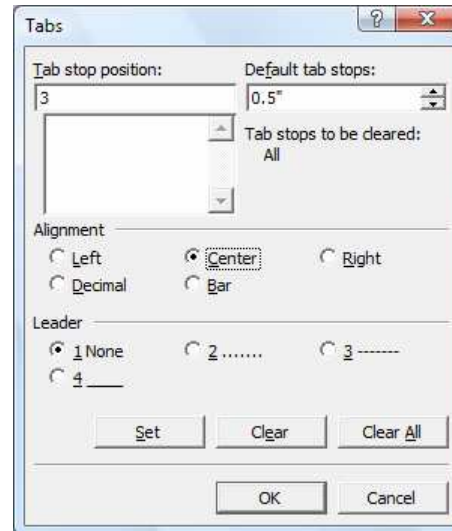 Tabs
Tab stop position: Default tab stops:
3 0.5"
Tab stops to be cleared:
All
Alignment
Left Center Right
Decimal Bar
Leader
1 None 2 ....... 3 -------
4 ____
Set Clear Clear All
OK Cancel